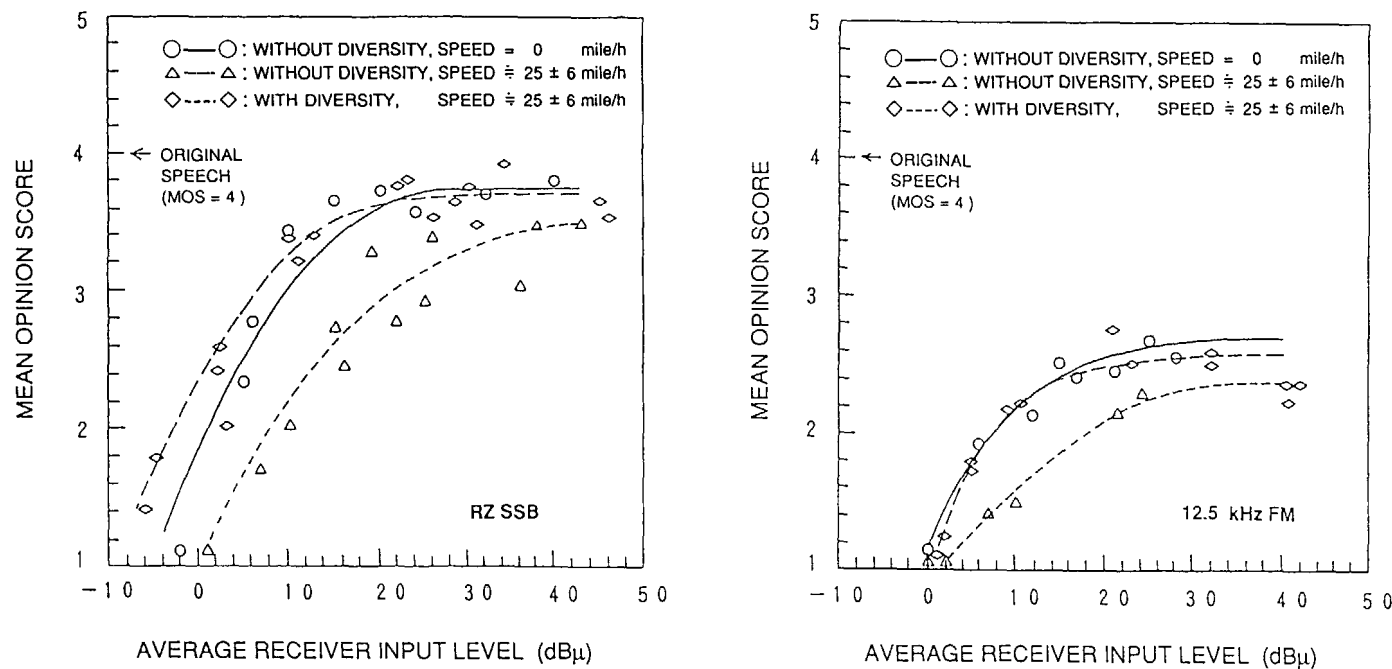 5
4
3
2
1
MEAN OPINION SCORE
○—○ : WITHOUT DIVERSITY, SPEED = 0 mile/h
△— —△ : WITHOUT DIVERSITY, SPEED ≒ 25 ± 6 mile/h
◇---◇ : WITH DIVERSITY, SPEED ≒ 25 ± 6 mile/h
← ORIGINAL
SPEECH
(MOS = 4)
RZ SSB
-10 0 10 20 30 40 50
AVERAGE RECEIVER INPUT LEVEL (dBμ)
5
4
3
2
1
MEAN OPINION SCORE
○—○ : WITHOUT DIVERSITY, SPEED = 0 mile/h
△— —△ : WITHOUT DIVERSITY, SPEED ≒ 25 ± 6 mile/h
◇---◇ : WITH DIVERSITY, SPEED ≒ 25 ± 6 mile/h
← ORIGINAL
SPEECH
(MOS = 4)
12.5 kHz FM
-10 0 10 20 30 40 50
AVERAGE RECEIVER INPUT LEVEL (dBμ)